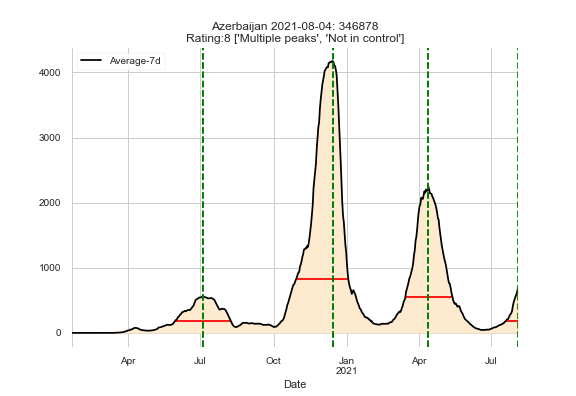 Azerbaijan 2021-08-04: 346878
Rating:8 ['Multiple peaks', 'Not in control']
Average-7d
4000
3000
2000
1000
0
Apr Jul Oct Jan Apr Jul
2021
Date